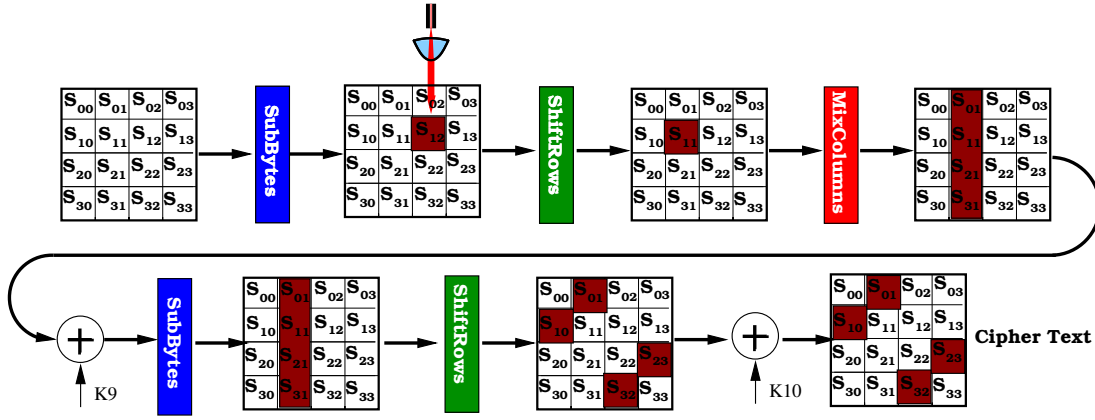 S00 S01 S02 S03
S10 S11 S12 S13
S20 S21 S22 S23
S30 S31 S32 S33
SubBytes
S00 S01 S02 S03
S10 S11 S12 S13
S20 S21 S22 S23
S30 S31 S32 S33
ShiftRows
S00 S01 S02 S03
S10 S11 S12 S13
S20 S21 S22 S23
S30 S31 S32 S33
MixColumns
S00 S01 S02 S03
S10 S11 S12 S13
S20 S21 S22 S23
S30 S31 S32 S33
K9
SubBytes
S00 S01 S02 S03
S10 S11 S12 S13
S20 S21 S22 S23
S30 S31 S32 S33
ShiftRows
S00 S01 S02 S03
S10 S11 S12 S13
S20 S21 S22 S23
S30 S31 S32 S33
K10
S00 S01 S02 S03
S10 S11 S12 S13
S20 S21 S22 S23
S30 S31 S32 S33
Cipher Text